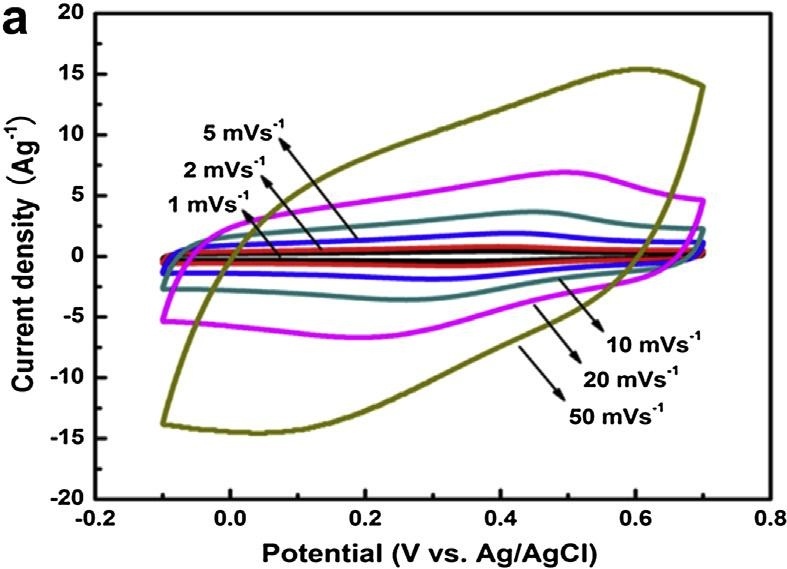 a
20
15
10
5
0
-5
-10
-15
-20
Current density (Ag⁻¹)
5 mVs⁻¹
2 mVs⁻¹
1 mVs⁻¹
10 mVs⁻¹
20 mVs⁻¹
50 mVs⁻¹
-0.2 0.0 0.2 0.4 0.6 0.8
Potential (V vs. Ag/AgCl)